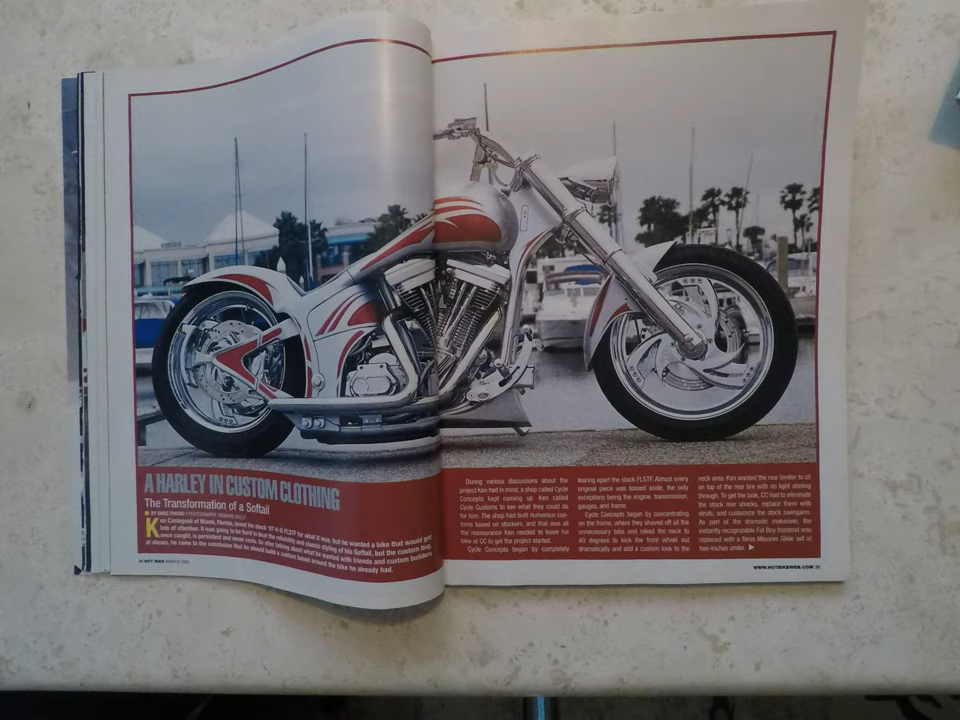 A HARLEY IN CUSTOM CLOTHING
The Transformation of a Softail
BY GREG FRIEND • PHOTOGRAPHY: ADRIANO KELLY
Ken Castagnoli of Miami, Florida, loved his stock '97 H-D FLSTF for what it was, but he wanted a bike that would get
lots of attention. It was going to be hard to beat the reliability and classic styling of his Softail, but the custom bug,
once caught, is persistent and never rests. So after talking about what he wanted with friends and custom builders
at shows, he came to the conclusion that he should build a custom based around the bike he already had.
HOT BIKE MARCH
During various discussions about the
project Ken had in mind, a shop called Cycle
Concepts kept coming up. Ken called
Cycle Customs to see what they could do
for him. The shop had built numerous cus-
toms based on stockers, and that was all
the reassurance Ken needed to leave his
bike at CC to get the project started.
Cycle Concepts began by completely
tearing apart the stock FLSTF. Almost every
original piece was tossed aside, the only
exceptions being the engine, transmission,
gauges, and frame.
Cycle Concepts began by concentrating
on the frame, where they shaved off all the
unnecessary tabs and raked the neck to
40 degrees to kick the front wheel out
dramatically and add a custom look to the
neck area. Ken wanted the rear fender to sit
on top of the rear tire with no light shining
through. To get the look, CC had to eliminate
the stock rear shocks, replace them with
struts, and customize the stock swingarm.
As part of the dramatic makeover, the
instantly recognizable Fat Boy frontend was
replaced with a Ness Massive Glide set at
two-inches under. ▶
WWW.HOTBIKEWEB.COM